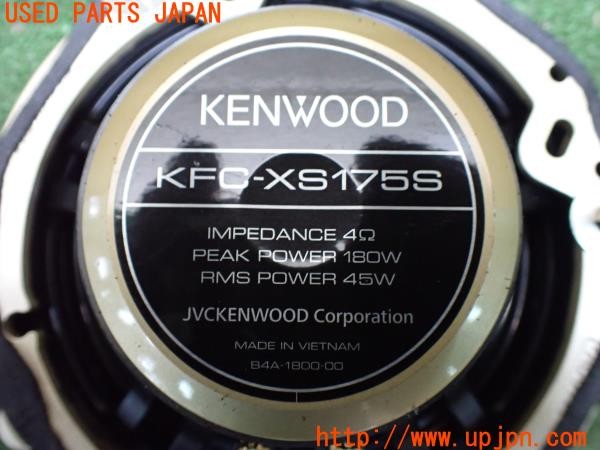 USED PARTS JAPAN
KENWOOD
KFC-XS175S
IMPEDANCE 4Ω
PEAK POWER 180W
RMS POWER 45W
JVCKENWOOD Corporation
MADE IN VIETNAM
B4A-1800-00
https://www.upjpn.com